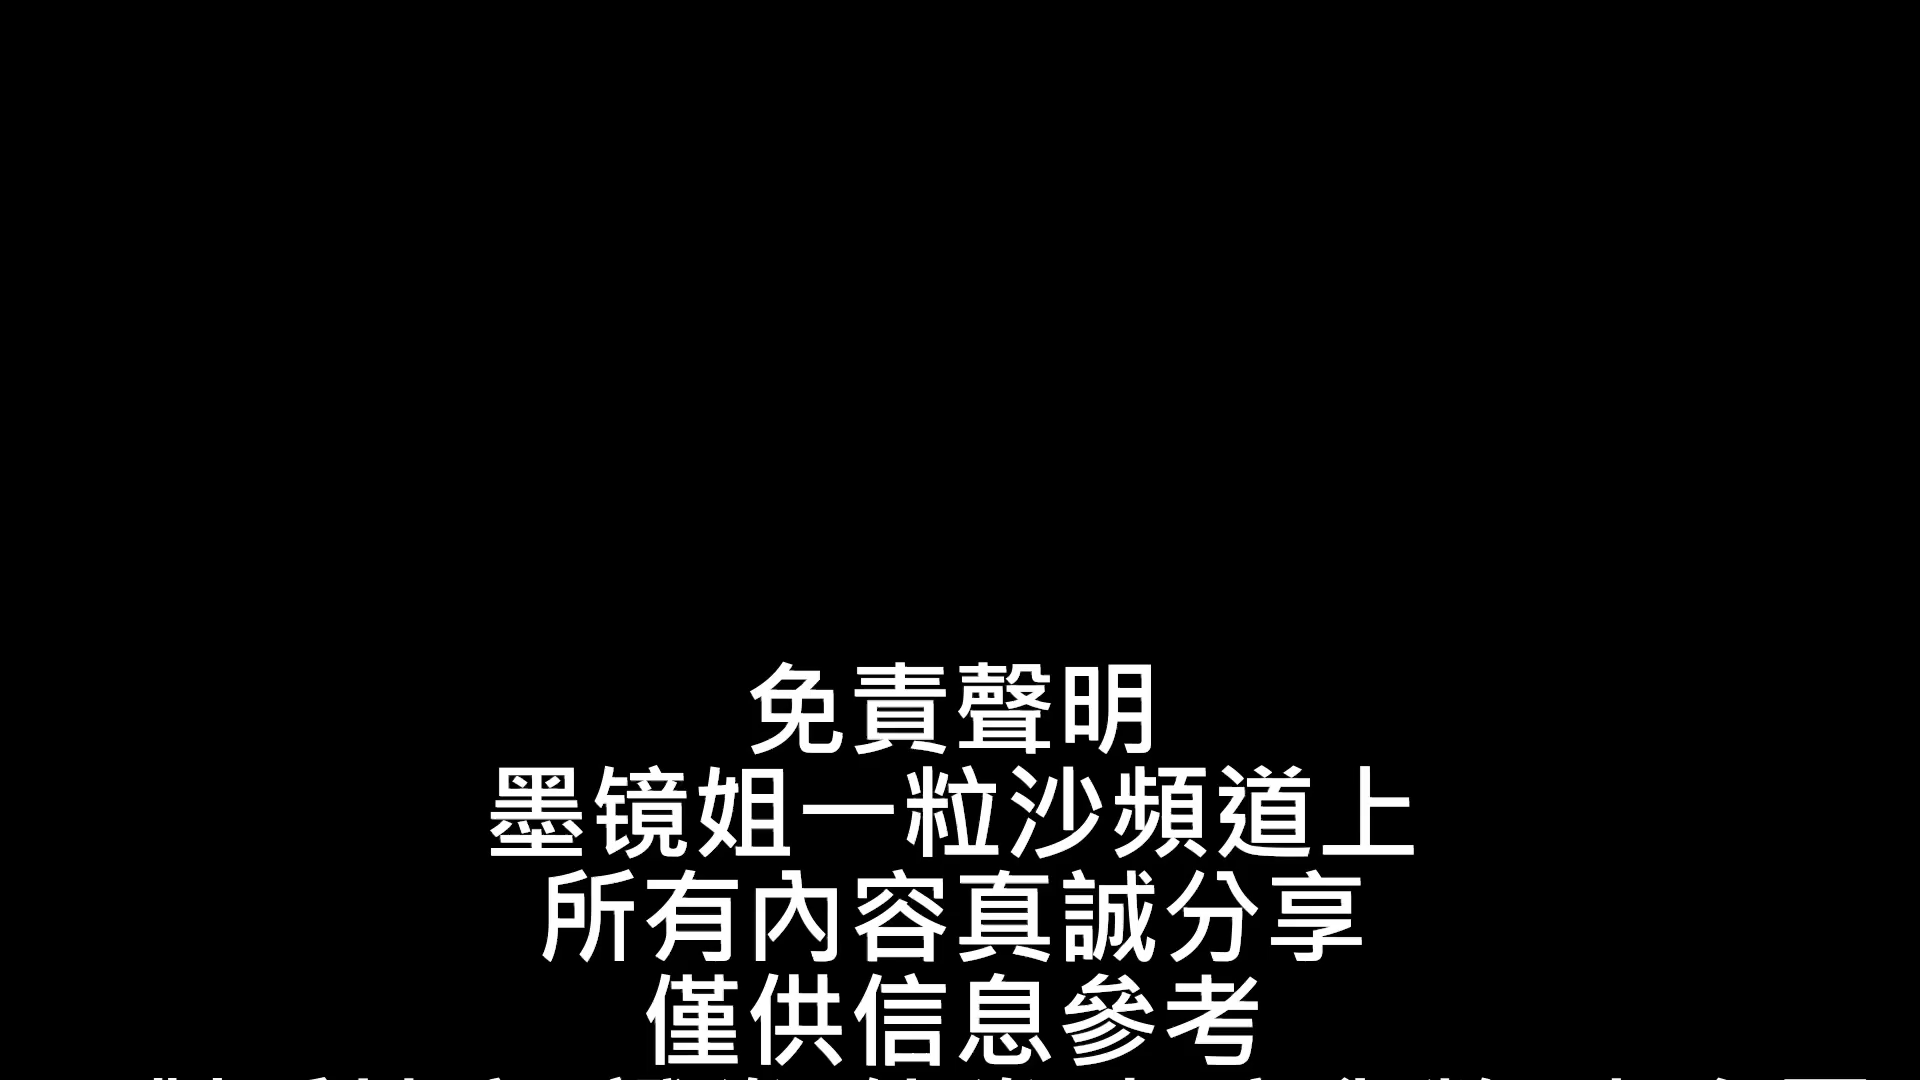 免責聲明
墨镜姐一粒沙頻道上
所有內容真誠分享
僅供信息參考